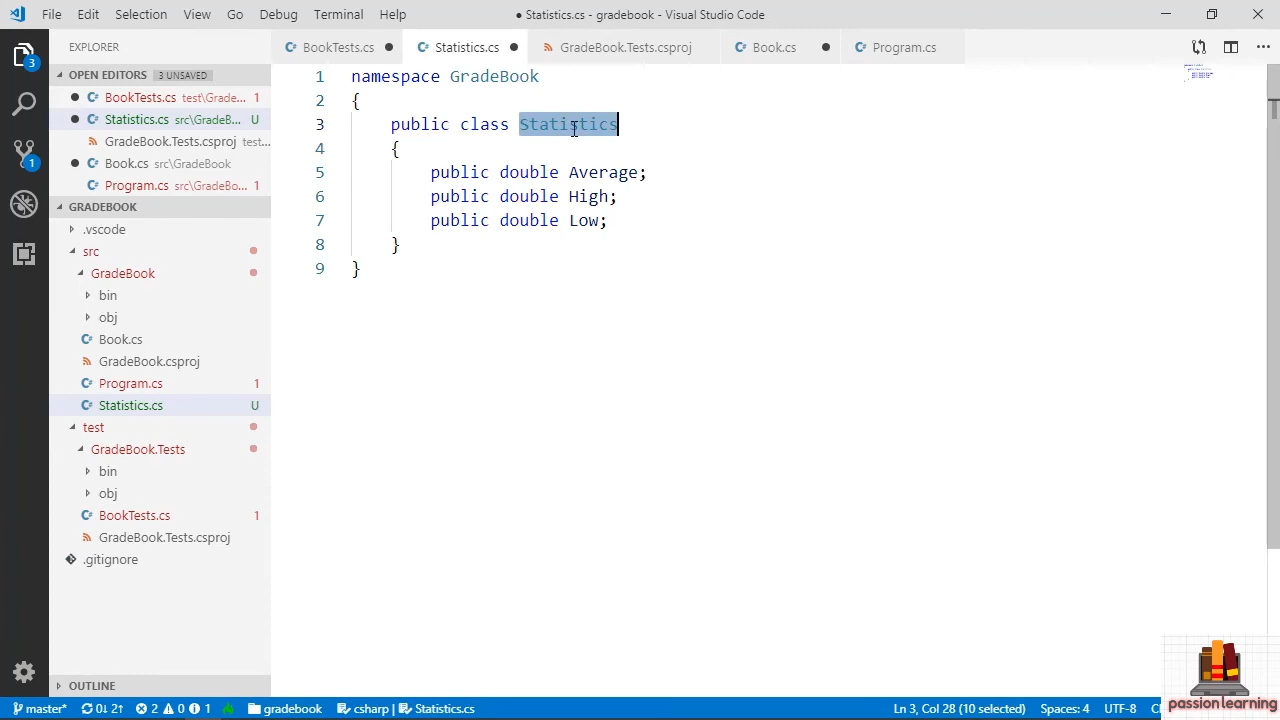 File Edit Selection View Go Debug Terminal Help
● Statistics.cs - gradebook - Visual Studio Code
EXPLORER
OPEN EDITORS 3 UNSAVED
BookTests.cs test\Grade... 1
Statistics.cs src\GradeB... U
GradeBook.Tests.csproj test...
Book.cs src\GradeBook
Program.cs src\GradeBo... 1
GRADEBOOK
.vscode
src
GradeBook
bin
obj
Book.cs
GradeBook.csproj
Program.cs 1
Statistics.cs U
test
GradeBook.Tests
bin
obj
BookTests.cs 1
GradeBook.Tests.csproj
.gitignore
OUTLINE
3
1
BookTests.cs Statistics.cs GradeBook.Tests.csproj Book.cs Program.cs
1 namespace GradeBook
2 {
3 public class Statistics
4 {
5 public double Average;
6 public double High;
7 public double Low;
8 }
9 }
passion learning
master* 0↓ 2↑ 2 0 1 gradebook csharp | Statistics.cs Ln 3, Col 28 (10 selected) Spaces: 4 UTF-8